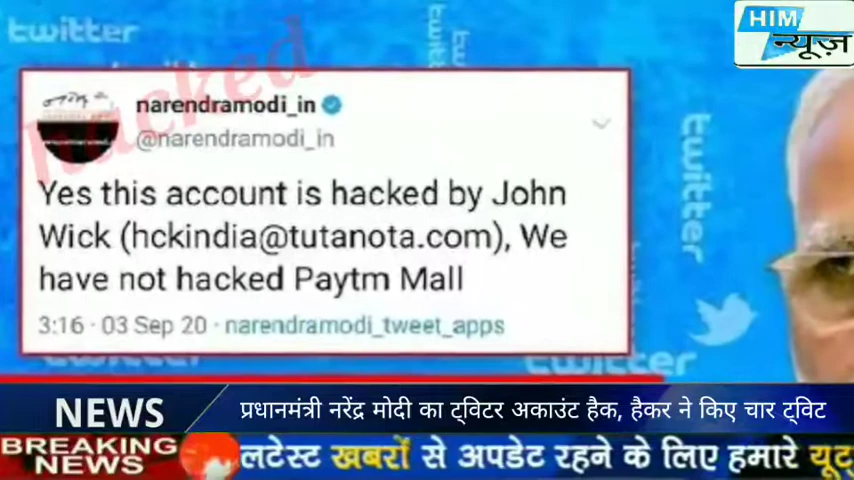 twitter
twitter
HIM
न्यूज़
hacked
narendramodi_in
@narendramodi_in
Yes this account is hacked by John
Wick (hckindia@tutanota.com), We
have not hacked Paytm Mall
3:16 · 03 Sep 20 · narendramodi_tweet_apps
twitter
twitter
NEWS
प्रधानमंत्री नरेंद्र मोदी का ट्विटर अकाउंट हैक, हैकर ने किए चार ट्विट
BREAKING
NEWS
लटेस्ट खबरों से अपडेट रहने के लिए हमारे